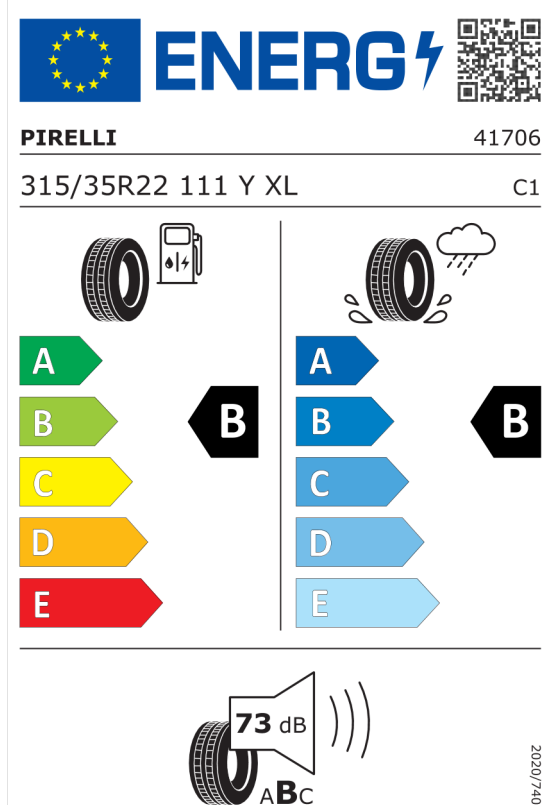 ENERG
PIRELLI
41706
315/35R22 111 Y XL
C1
A
B
C
D
E
B
A
B
C
D
E
B
73 dB
ABC
2020/740